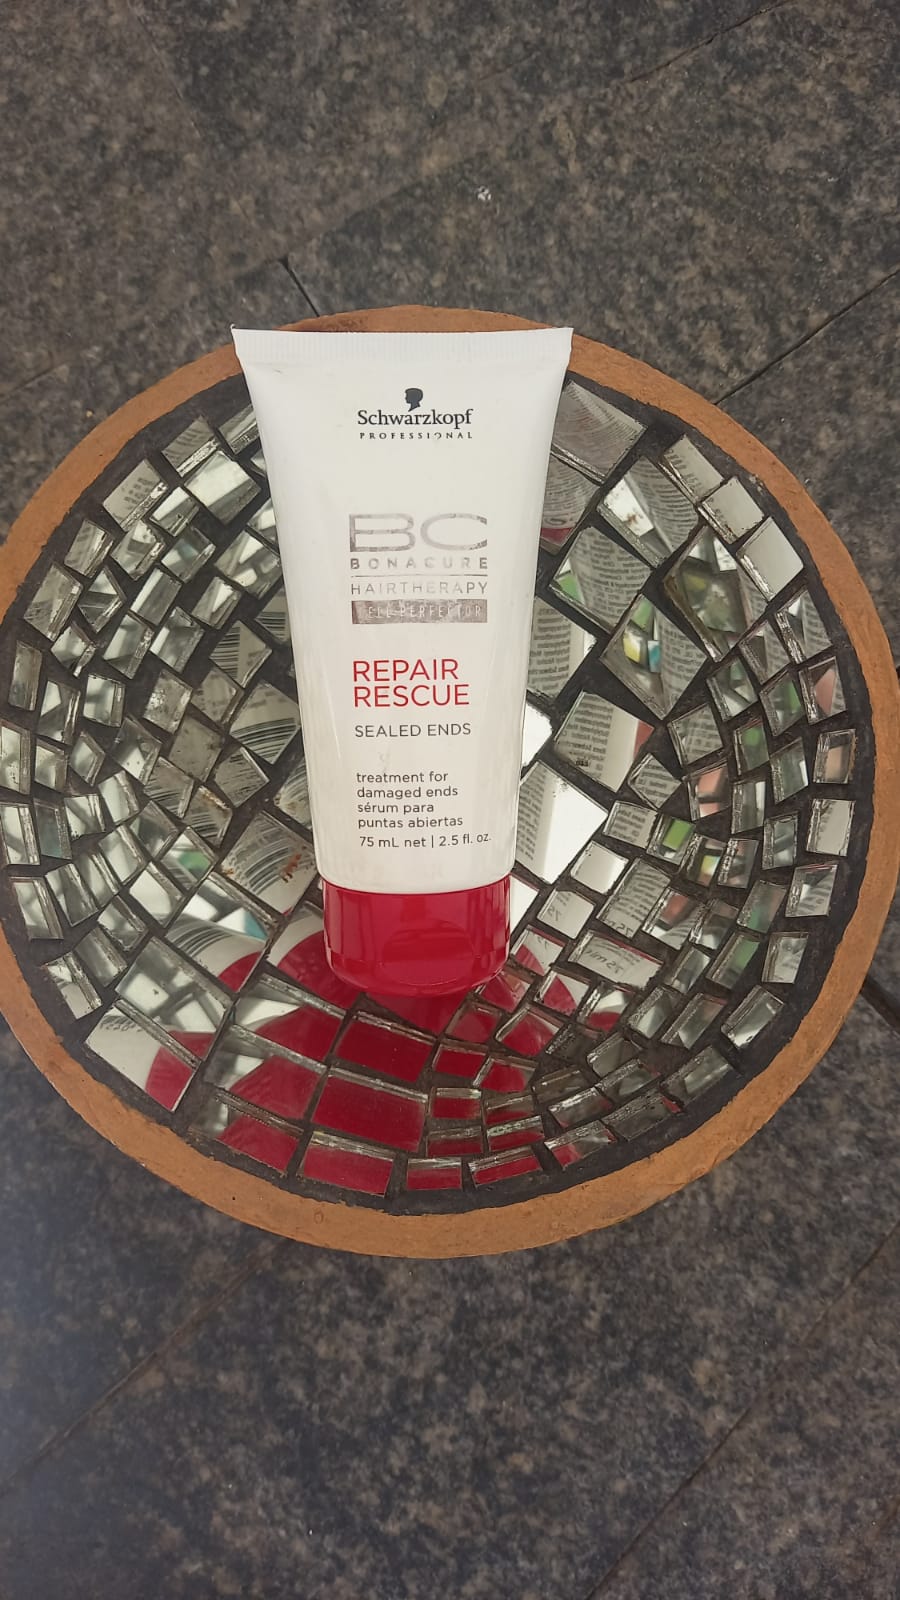 Schwarzkopf
PROFESSIONAL
BC
BONACURE
HAIRTHERAPY
CELL PERFECTOR
REPAIR
RESCUE
SEALED ENDS
treatment for
damaged ends
sérum para
puntas abiertas
75 mL net | 2.5 fl. oz.